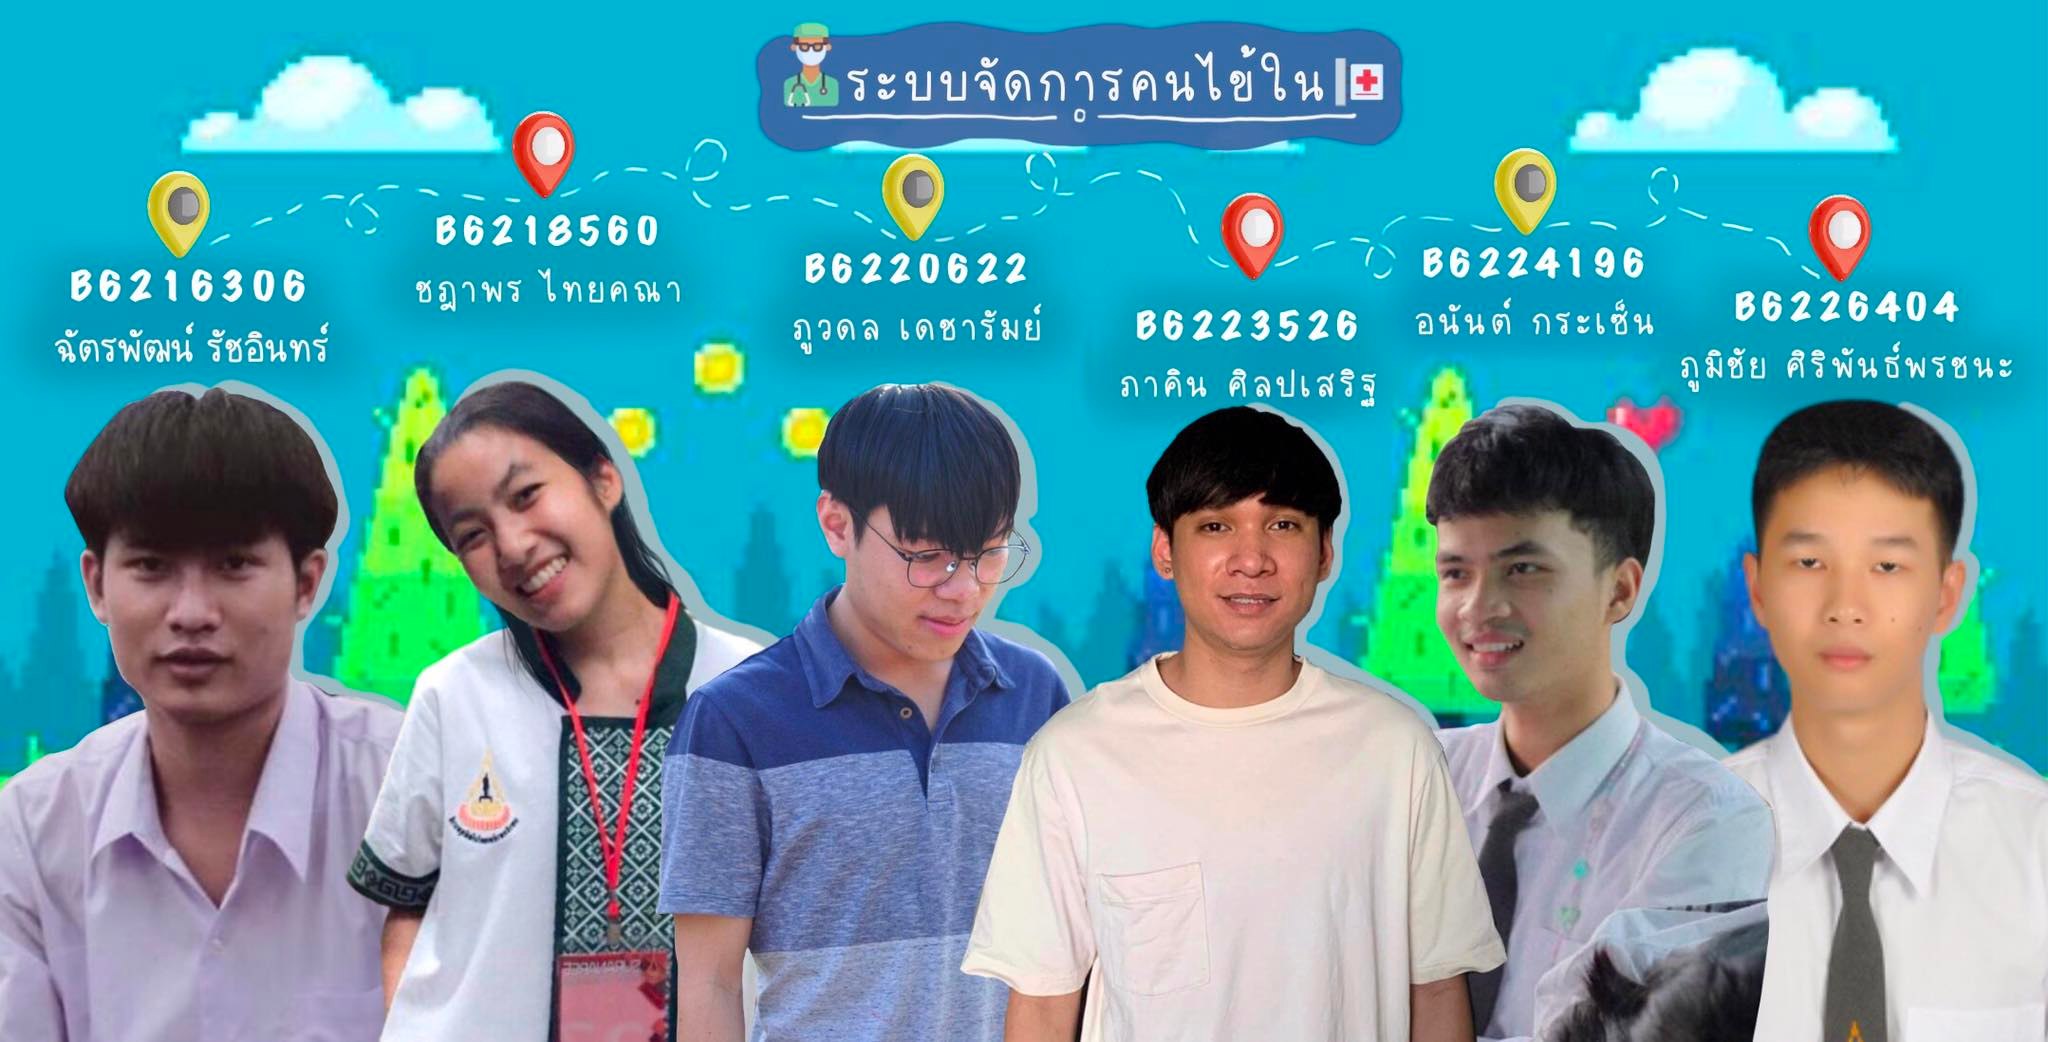 ระบบจัดการคนไข้ใน
B6216306
ฉัตรพัฒน์ รัชอินทร์
B6218560
ชฎาพร ไทยคณา
B6220622
ภูวดล เดชารัมย์
B6223526
ภาคิน ศิลปเสริฐ
B6224196
อนันต์ กระเซ็น
B6226404
ภูมิชัย ศิริพันธ์พรชนะ